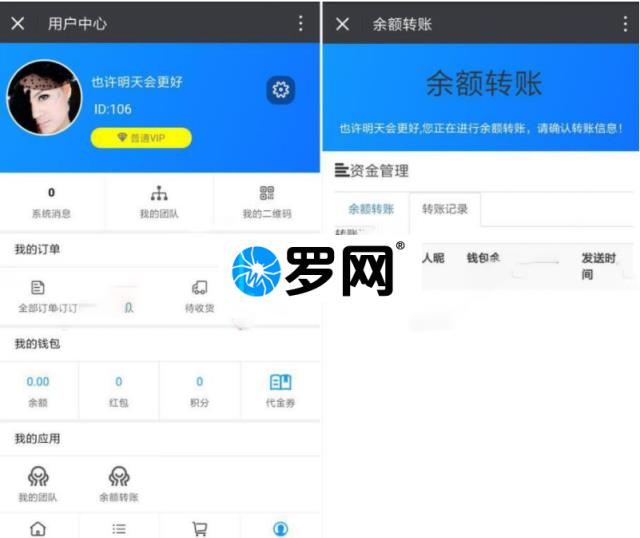 用户中心
也许明天会更好
ID:106
普通VIP
0
系统消息
我的团队
我的二维码
我的订单
全部订单订订
待收货
我的钱包
0.00
0
0
余额
红包
积分
代金券
我的应用
我的团队
余额转账
余额转账
余额转账
也许明天会更好,您正在进行余额转账，请确认转账信息！
资金管理
余额转账
转账记录
人昵
钱包余
发送时
间
罗网®